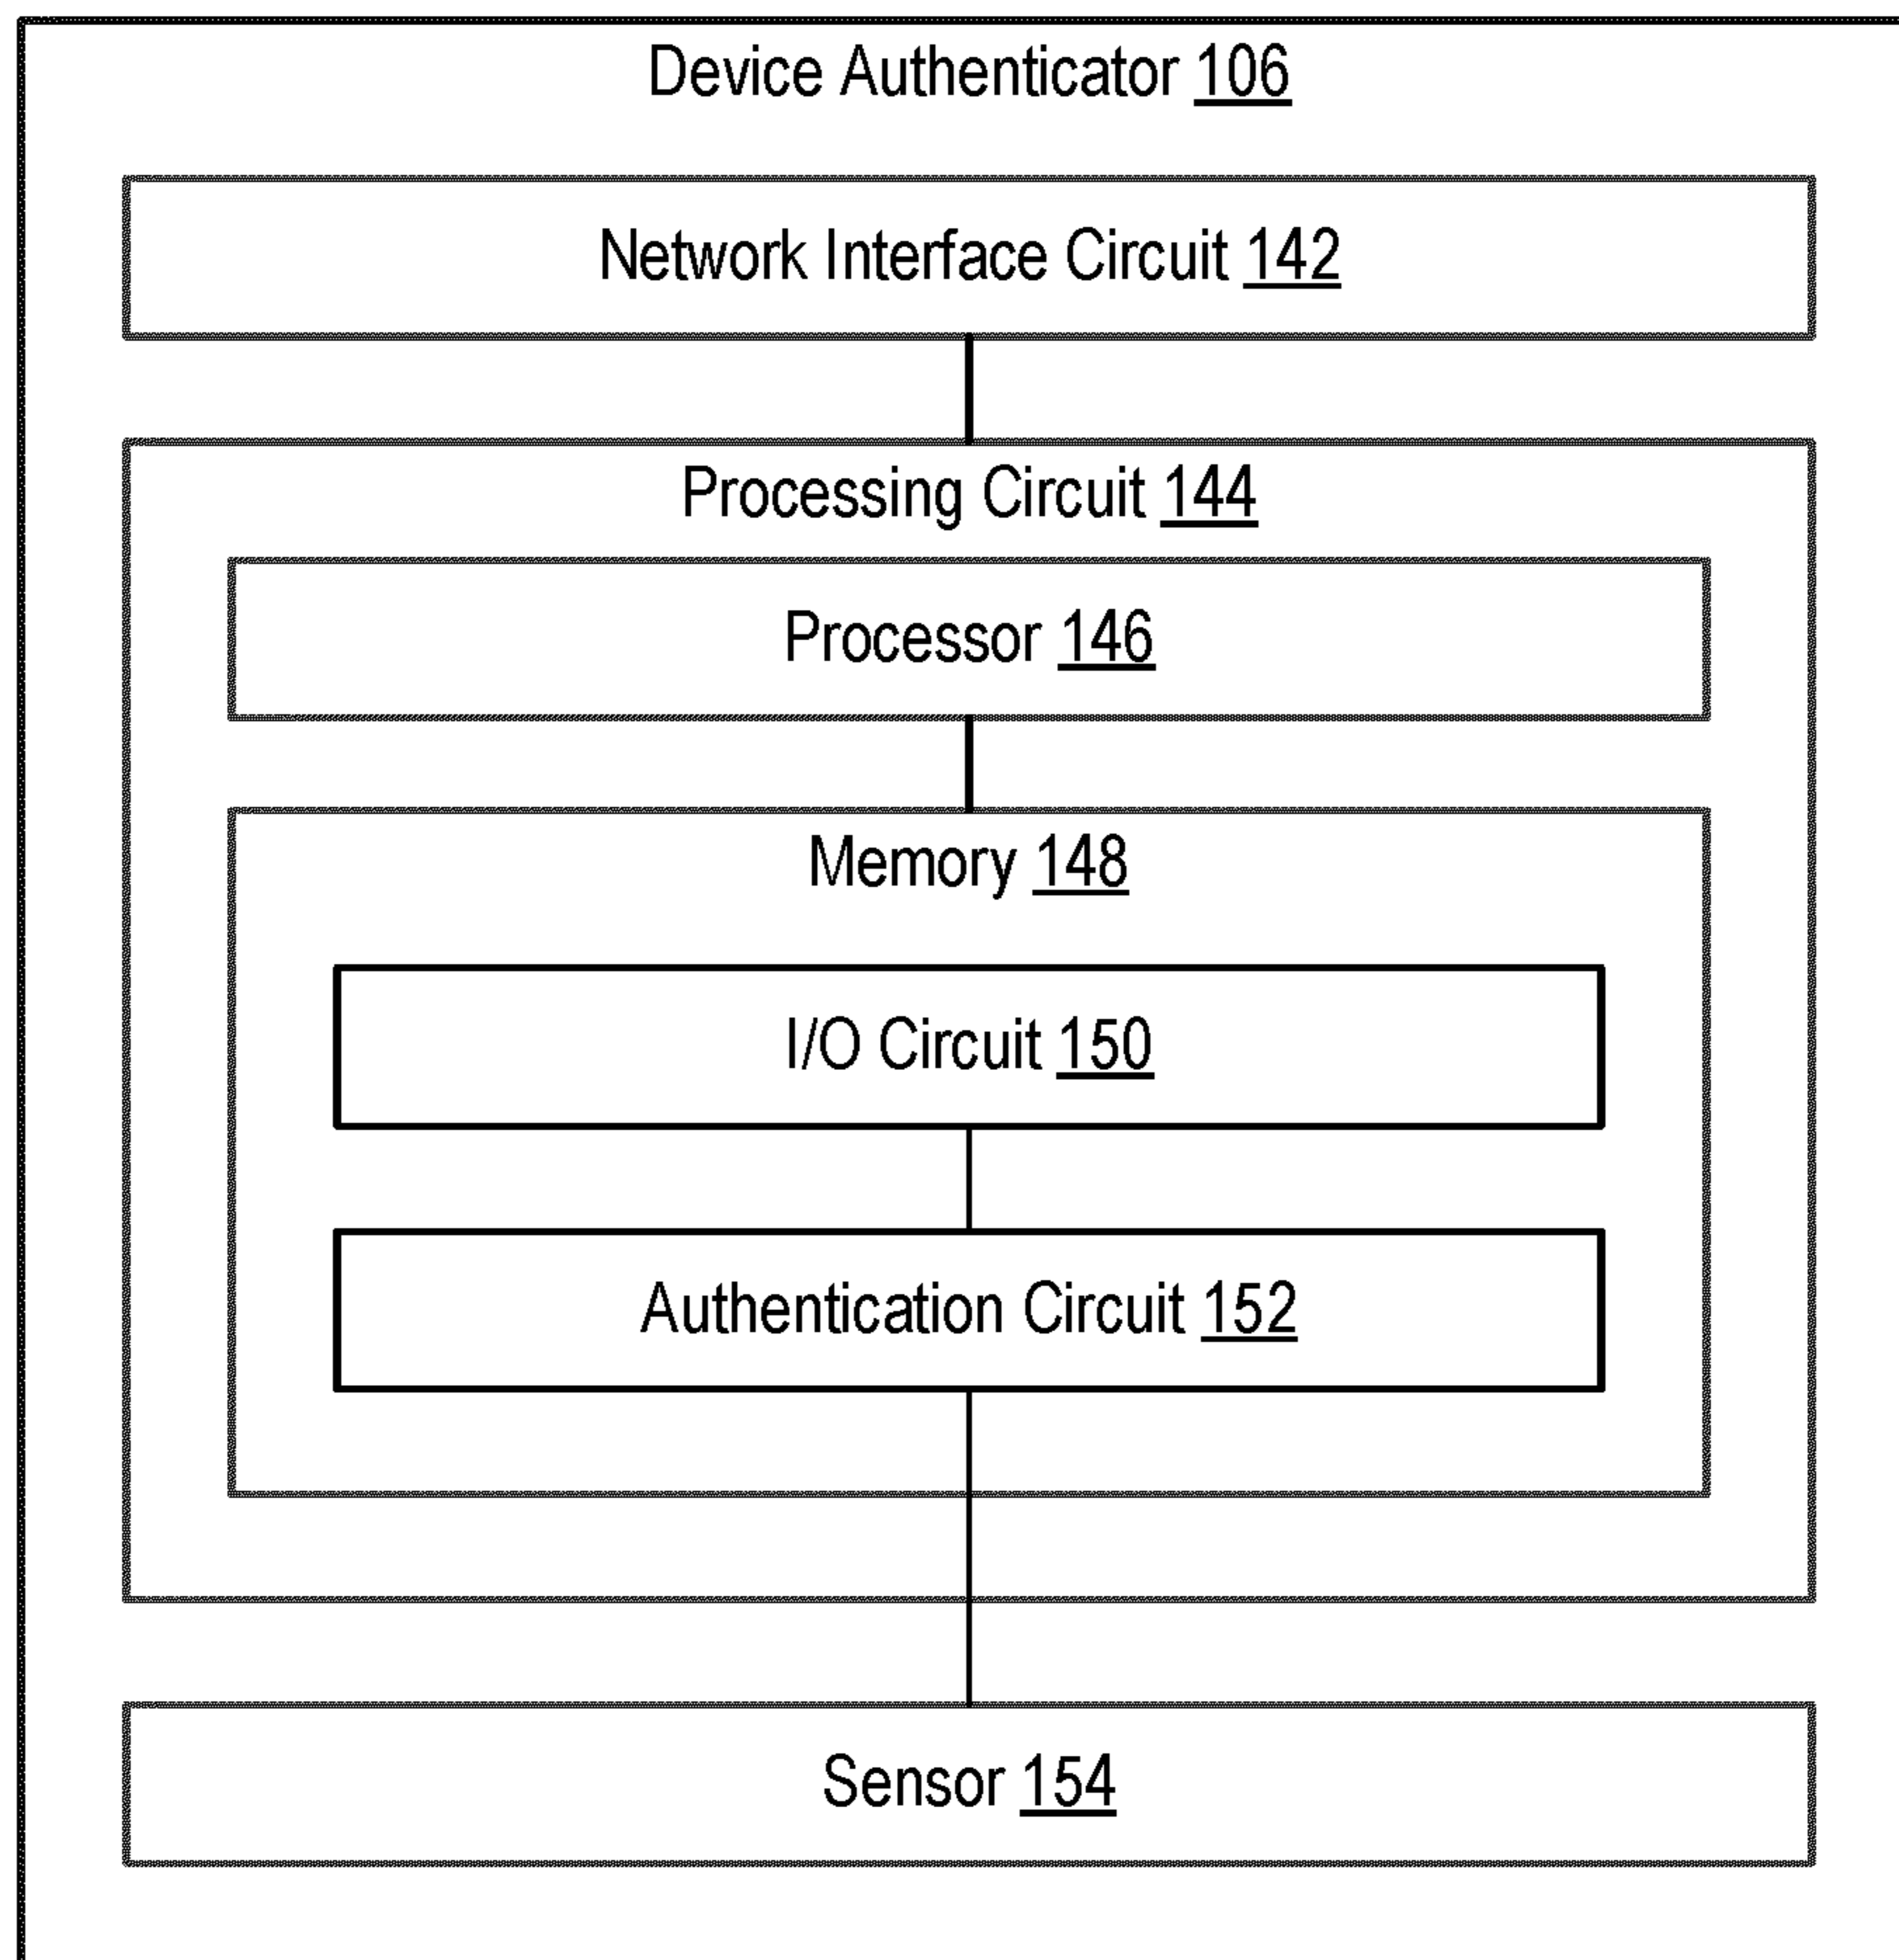 Device Authenticator 106
Network Interface Circuit 142
Processing Circuit 144
Processor 146
Memory 148
I/O Circuit 150
Authentication Circuit 152
Sensor 154